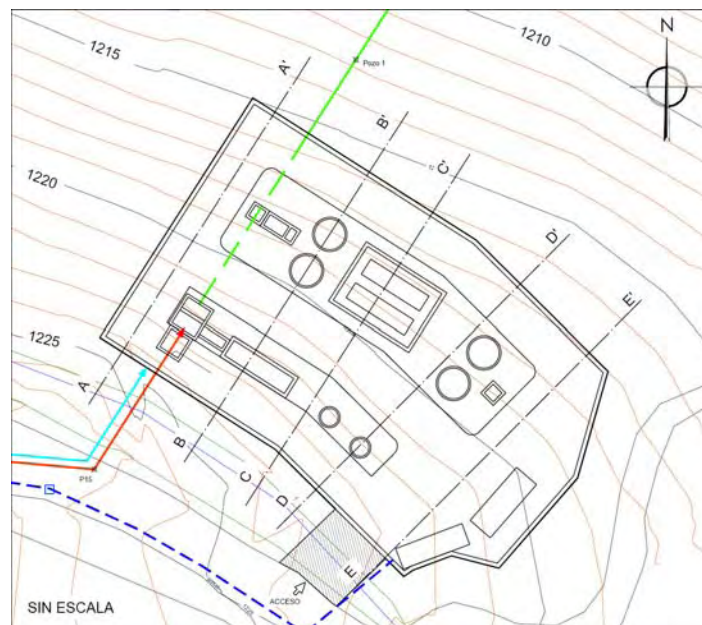 1215
1210
N
A'
Pozo 1
B'
C'
1220
D'
E'
1225
A
B
P15
C
D
E
ACCESO
SIN ESCALA